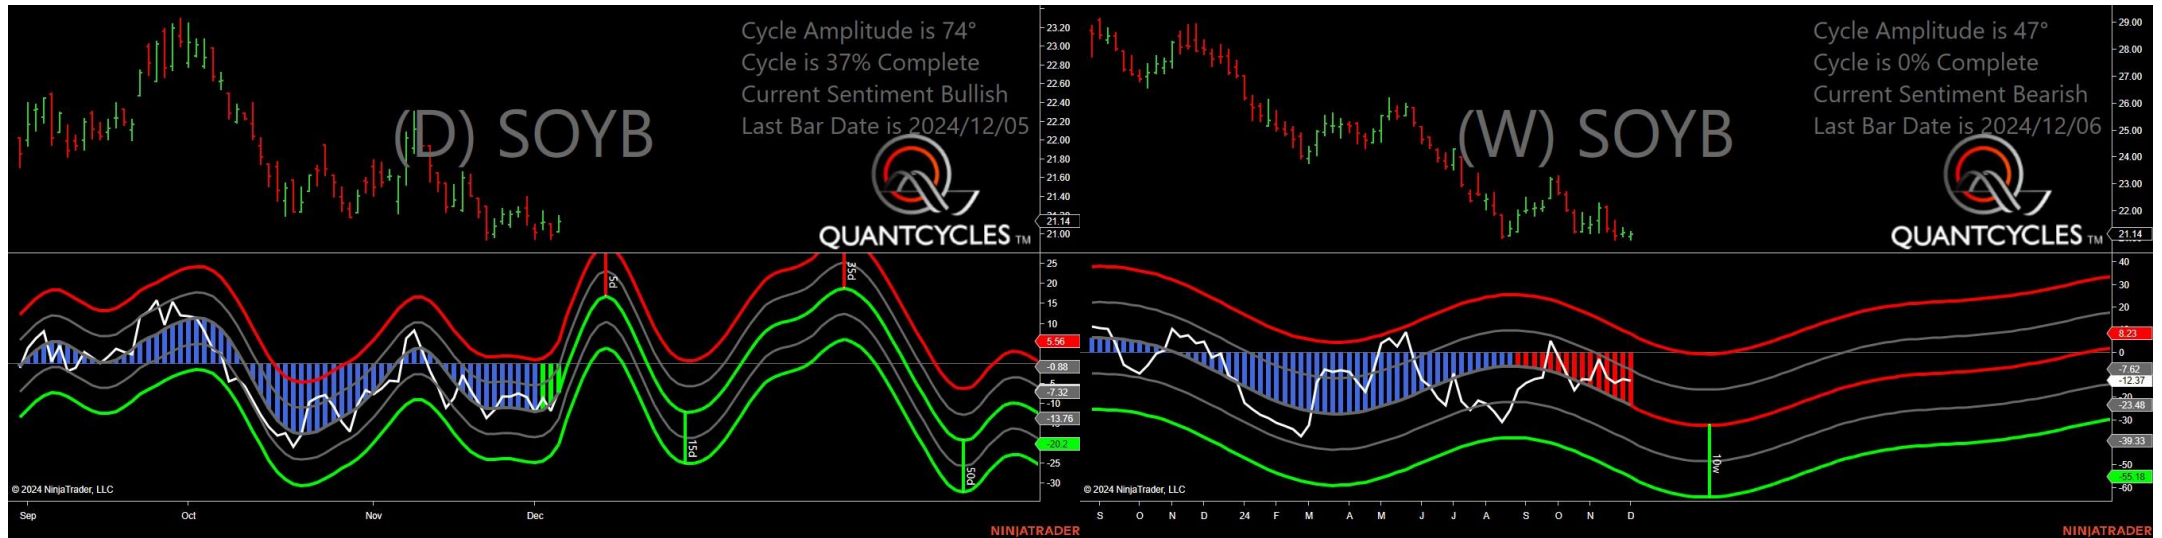 Cycle Amplitude is 74°
Cycle is 37% Complete
Current Sentiment Bullish
Last Bar Date is 2024/12/05
(D) SOYB
QUANTCYCLES TM
23.20
23.00
22.80
22.60
22.40
22.20
22.00
21.80
21.60
21.40
21.14
21.00
25
20
15
10
5.56
-0.88
-7.32
-10
-13.76
-20.2
-25
-30
5d
15d
35d
50d
© 2024 NinjaTrader, LLC
Sep
Oct
Nov
Dec
NINJATRADER
Cycle Amplitude is 47°
Cycle is 0% Complete
Current Sentiment Bearish
Last Bar Date is 2024/12/06
(W) SOYB
QUANTCYCLES TM
29.00
28.00
27.00
26.00
25.00
24.00
23.00
22.00
21.14
40
30
20
8.23
0
-7.62
-12.37
-23.48
-30
-39.33
-50
-55.18
-60
10w
© 2024 NinjaTrader, LLC
S O N D 24 F M A M J J A S O N D
NINJATRADER